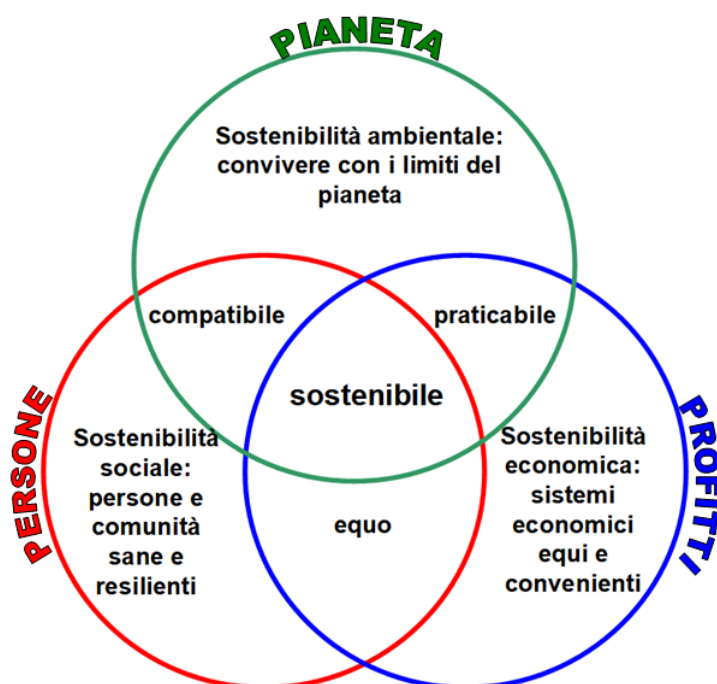 PIANETA
Sostenibilità ambientale:
convivere con i limiti del
pianeta
compatibile
praticabile
sostenibile
PERSONE
Sostenibilità
sociale:
persone e
comunità
sane e
resilienti
equo
PROFITTI
Sostenibilità
economica:
sistemi
economici
equi e
convenienti